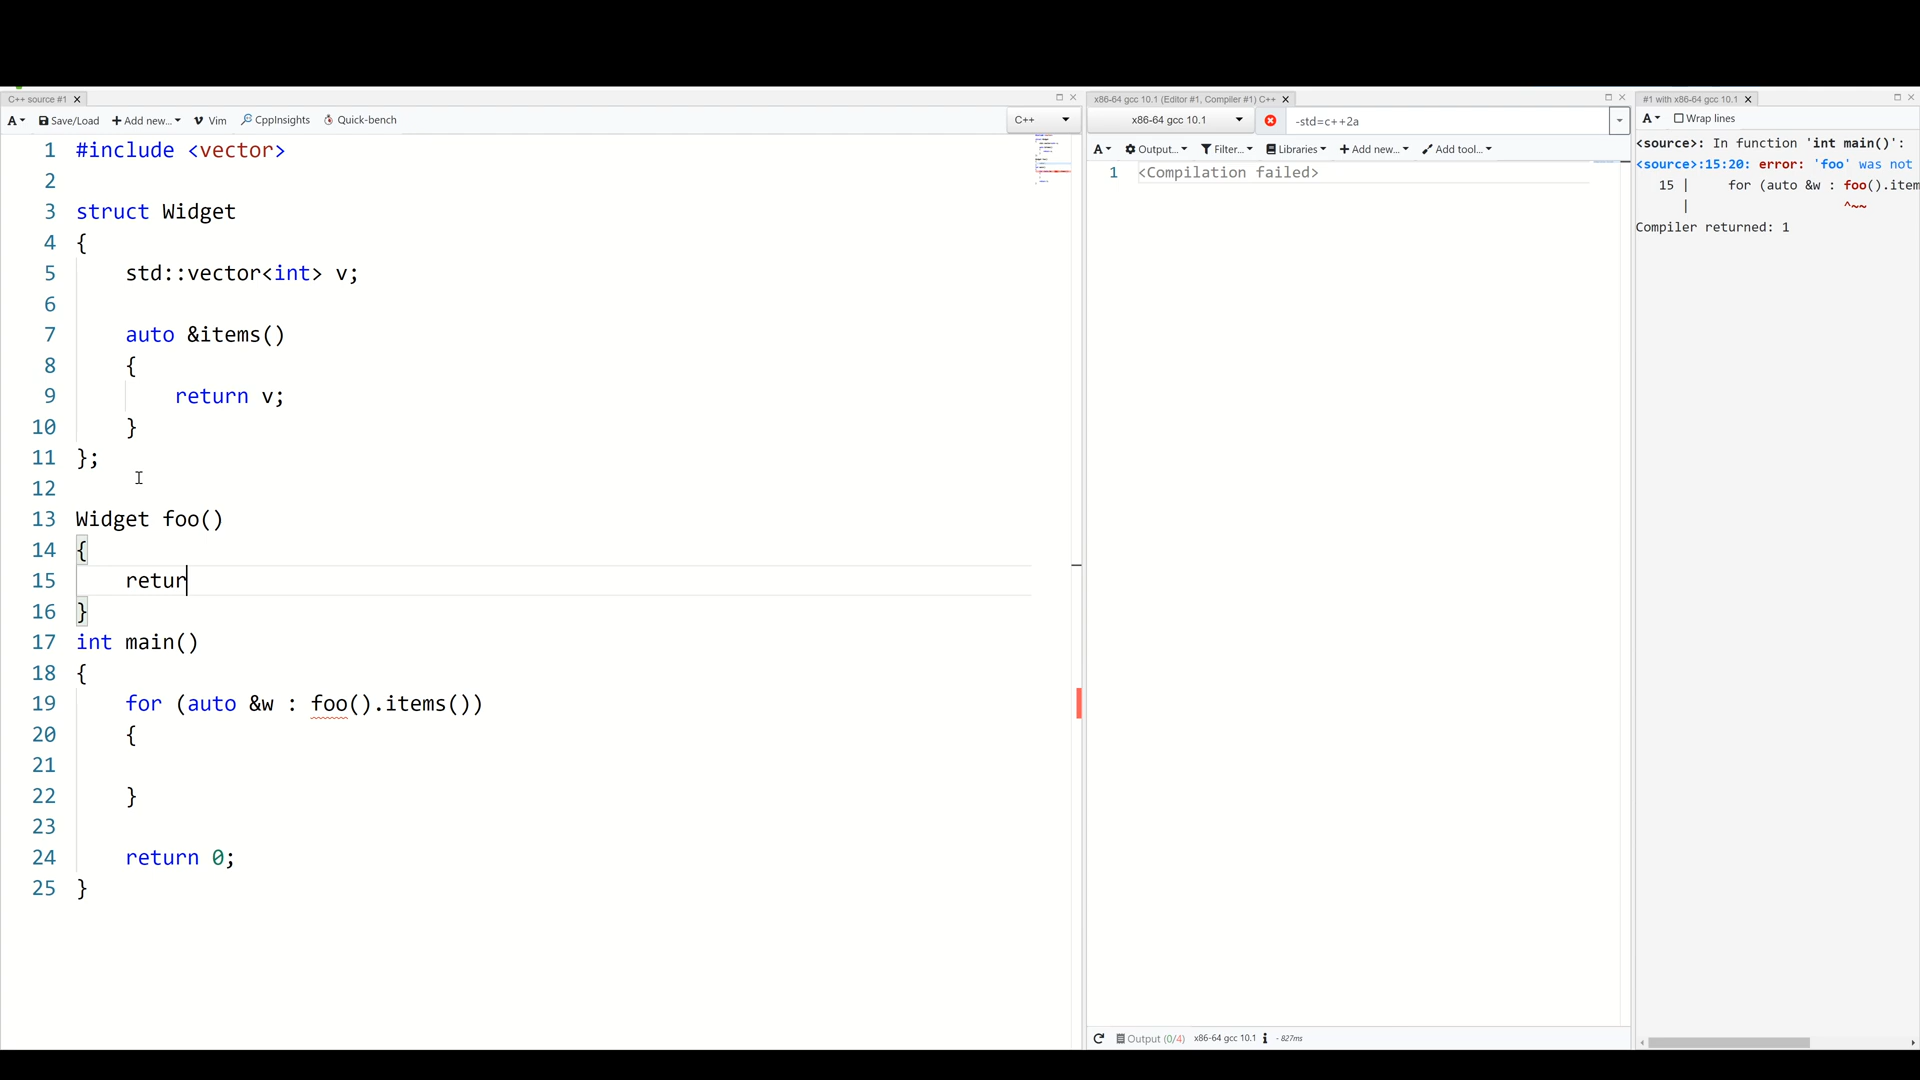 C++ source #1
A Save/Load Add new... Vim CppInsights Quick-bench C++
1 #include <vector>
2
3 struct Widget
4 {
5 std::vector<int> v;
6
7 auto &items()
8 {
9 return v;
10 }
11 };
12
13 Widget foo()
14 {
15 retur
16 }
17 int main()
18 {
19 for (auto &w : foo().items())
20 {
21
22 }
23
24 return 0;
25 }
x86-64 gcc 10.1 (Editor #1, Compiler #1) C++
x86-64 gcc 10.1 -std=c++2a
A Output... Filter... Libraries Add new... Add tool...
1 <Compilation failed>
Output (0/4) x86-64 gcc 10.1 i - 827ms
#1 with x86-64 gcc 10.1
A Wrap lines
<source>: In function 'int main()':
<source>:15:20: error: 'foo' was not
15 | for (auto &w : foo().item
| ^~~
Compiler returned: 1